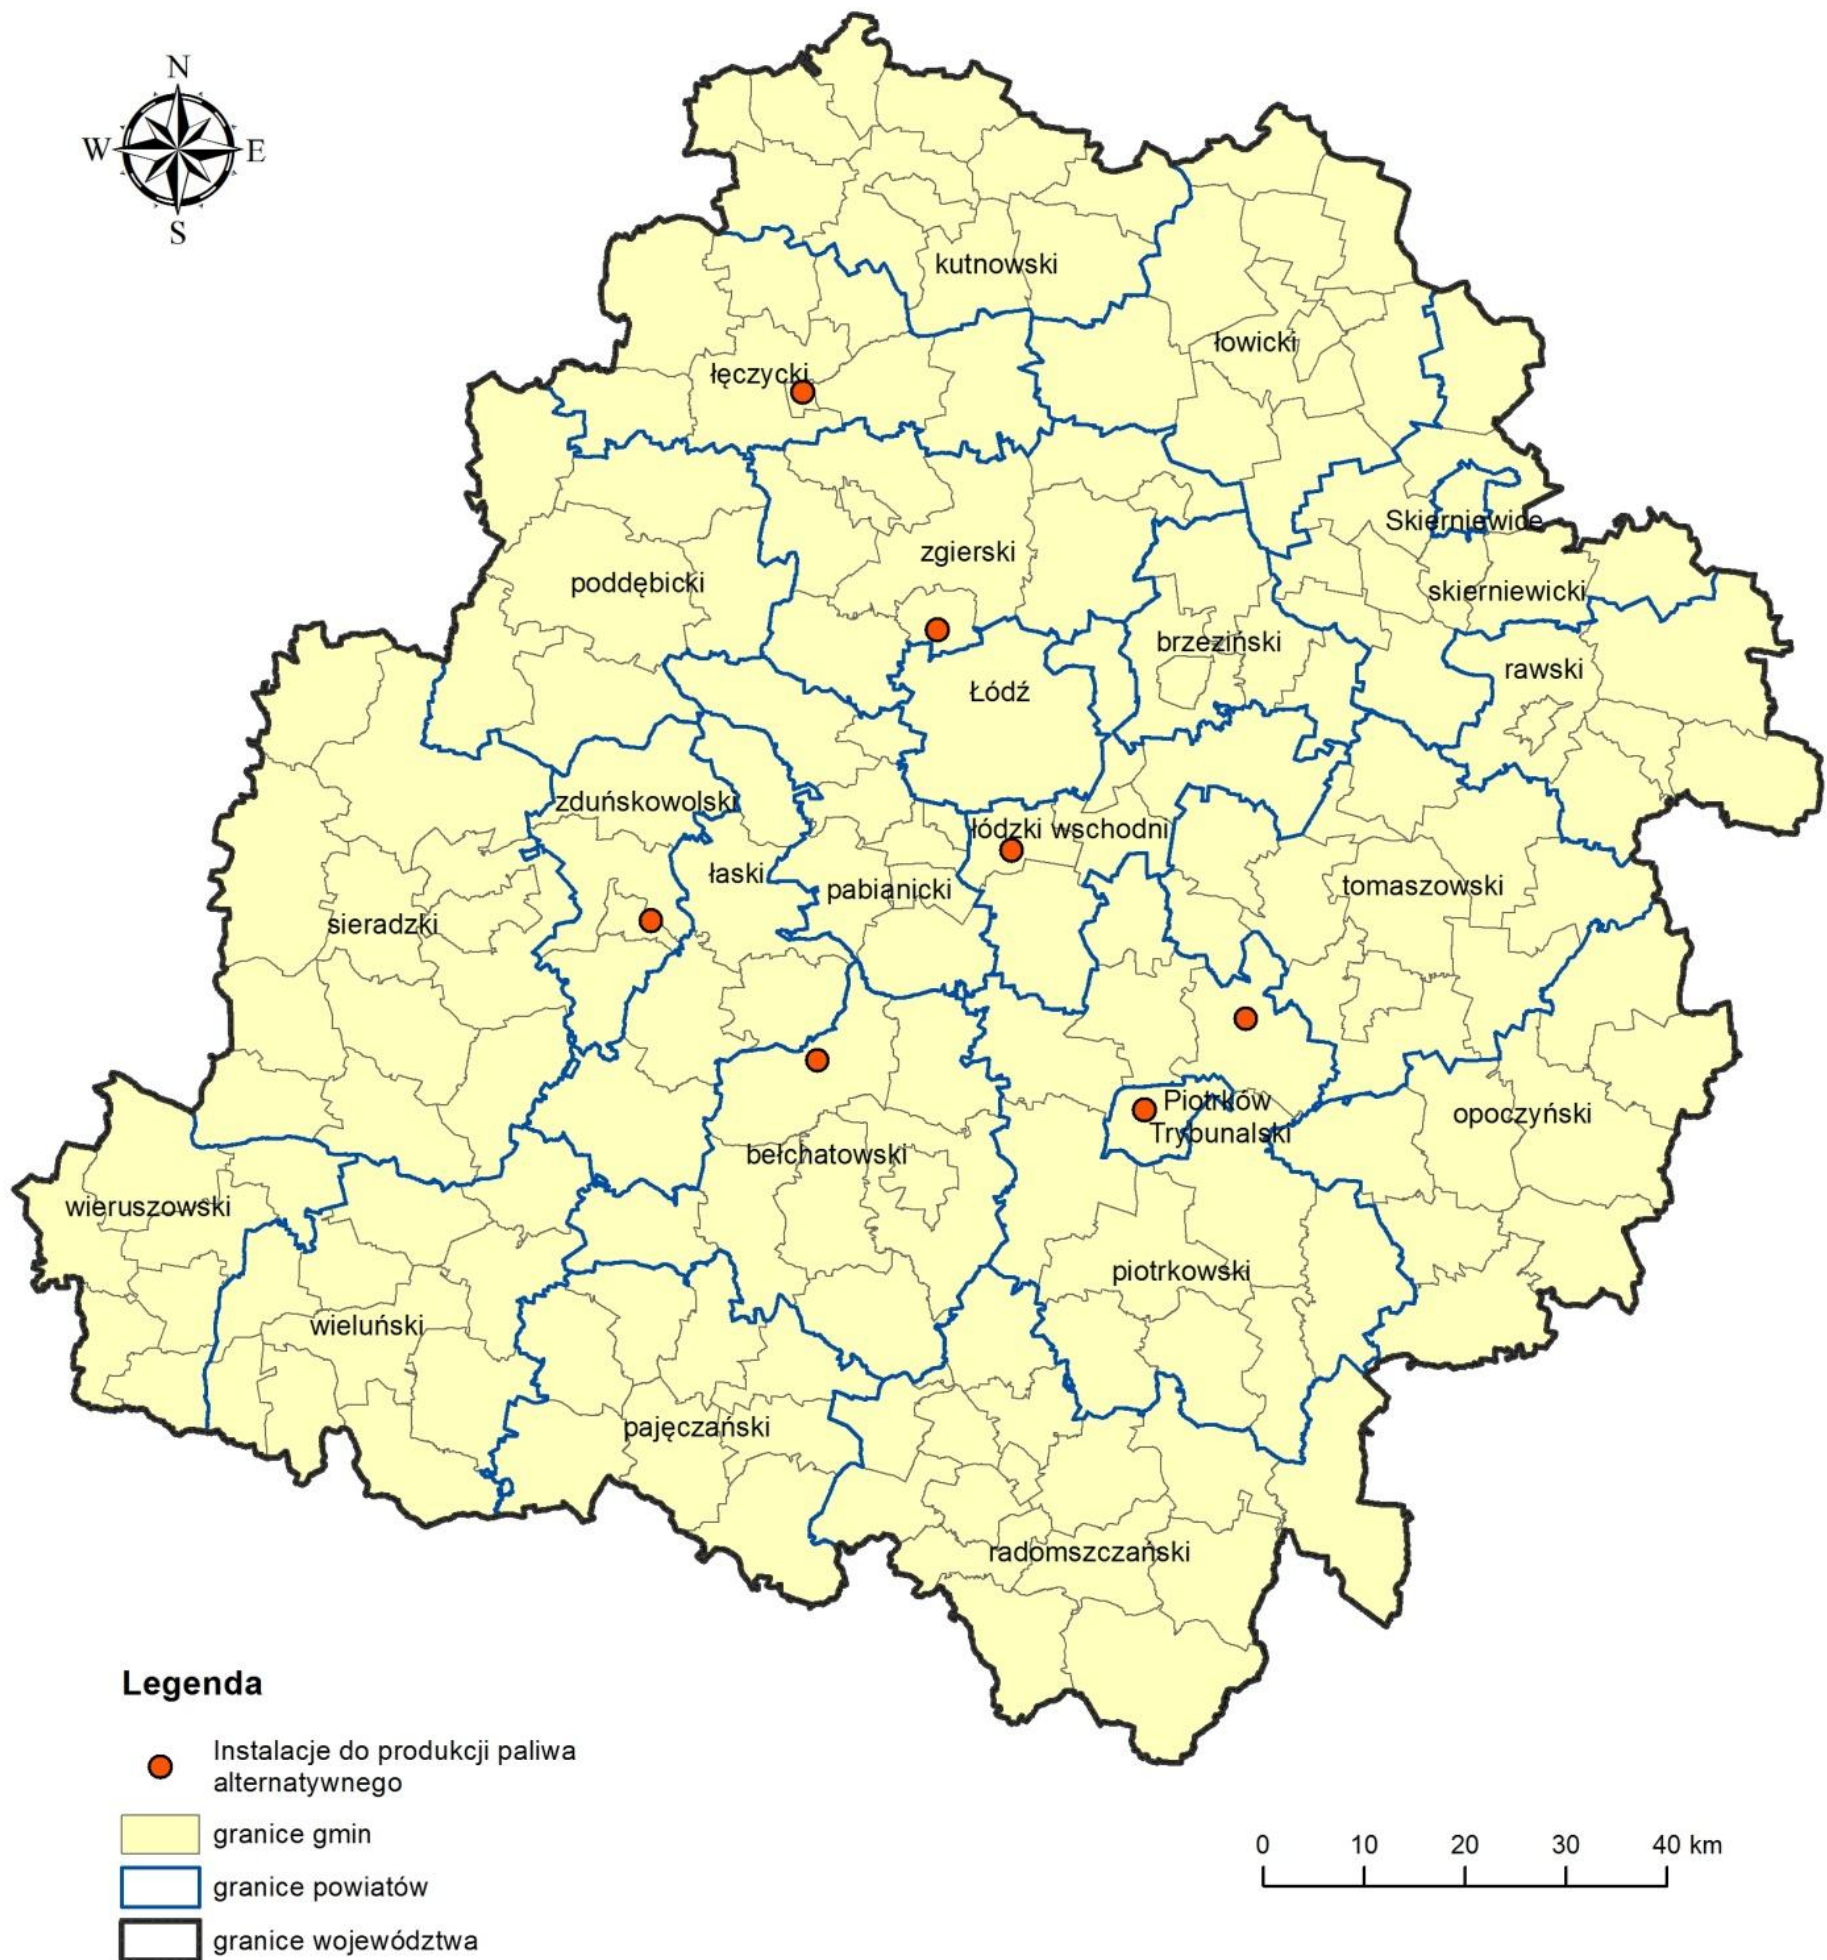 N
W
E
S
kutnowski
łowicki
łęczycki
Skierniewice
zgierski
poddębicki
skierniewicki
brzeziński
rawski
Łódź
zduńskowolski
łódzki wschodni
łaski
pabianicki
tomaszowski
sieradzki
Piotrków
Trybunalski
opoczyński
bełchatowski
wieruszowski
piotrkowski
wieluński
pajęczański
radomszczański
Legenda
Instalacje do produkcji paliwa
alternatywnego
granice gmin
granice powiatów
granice województwa
0 10 20 30 40 km